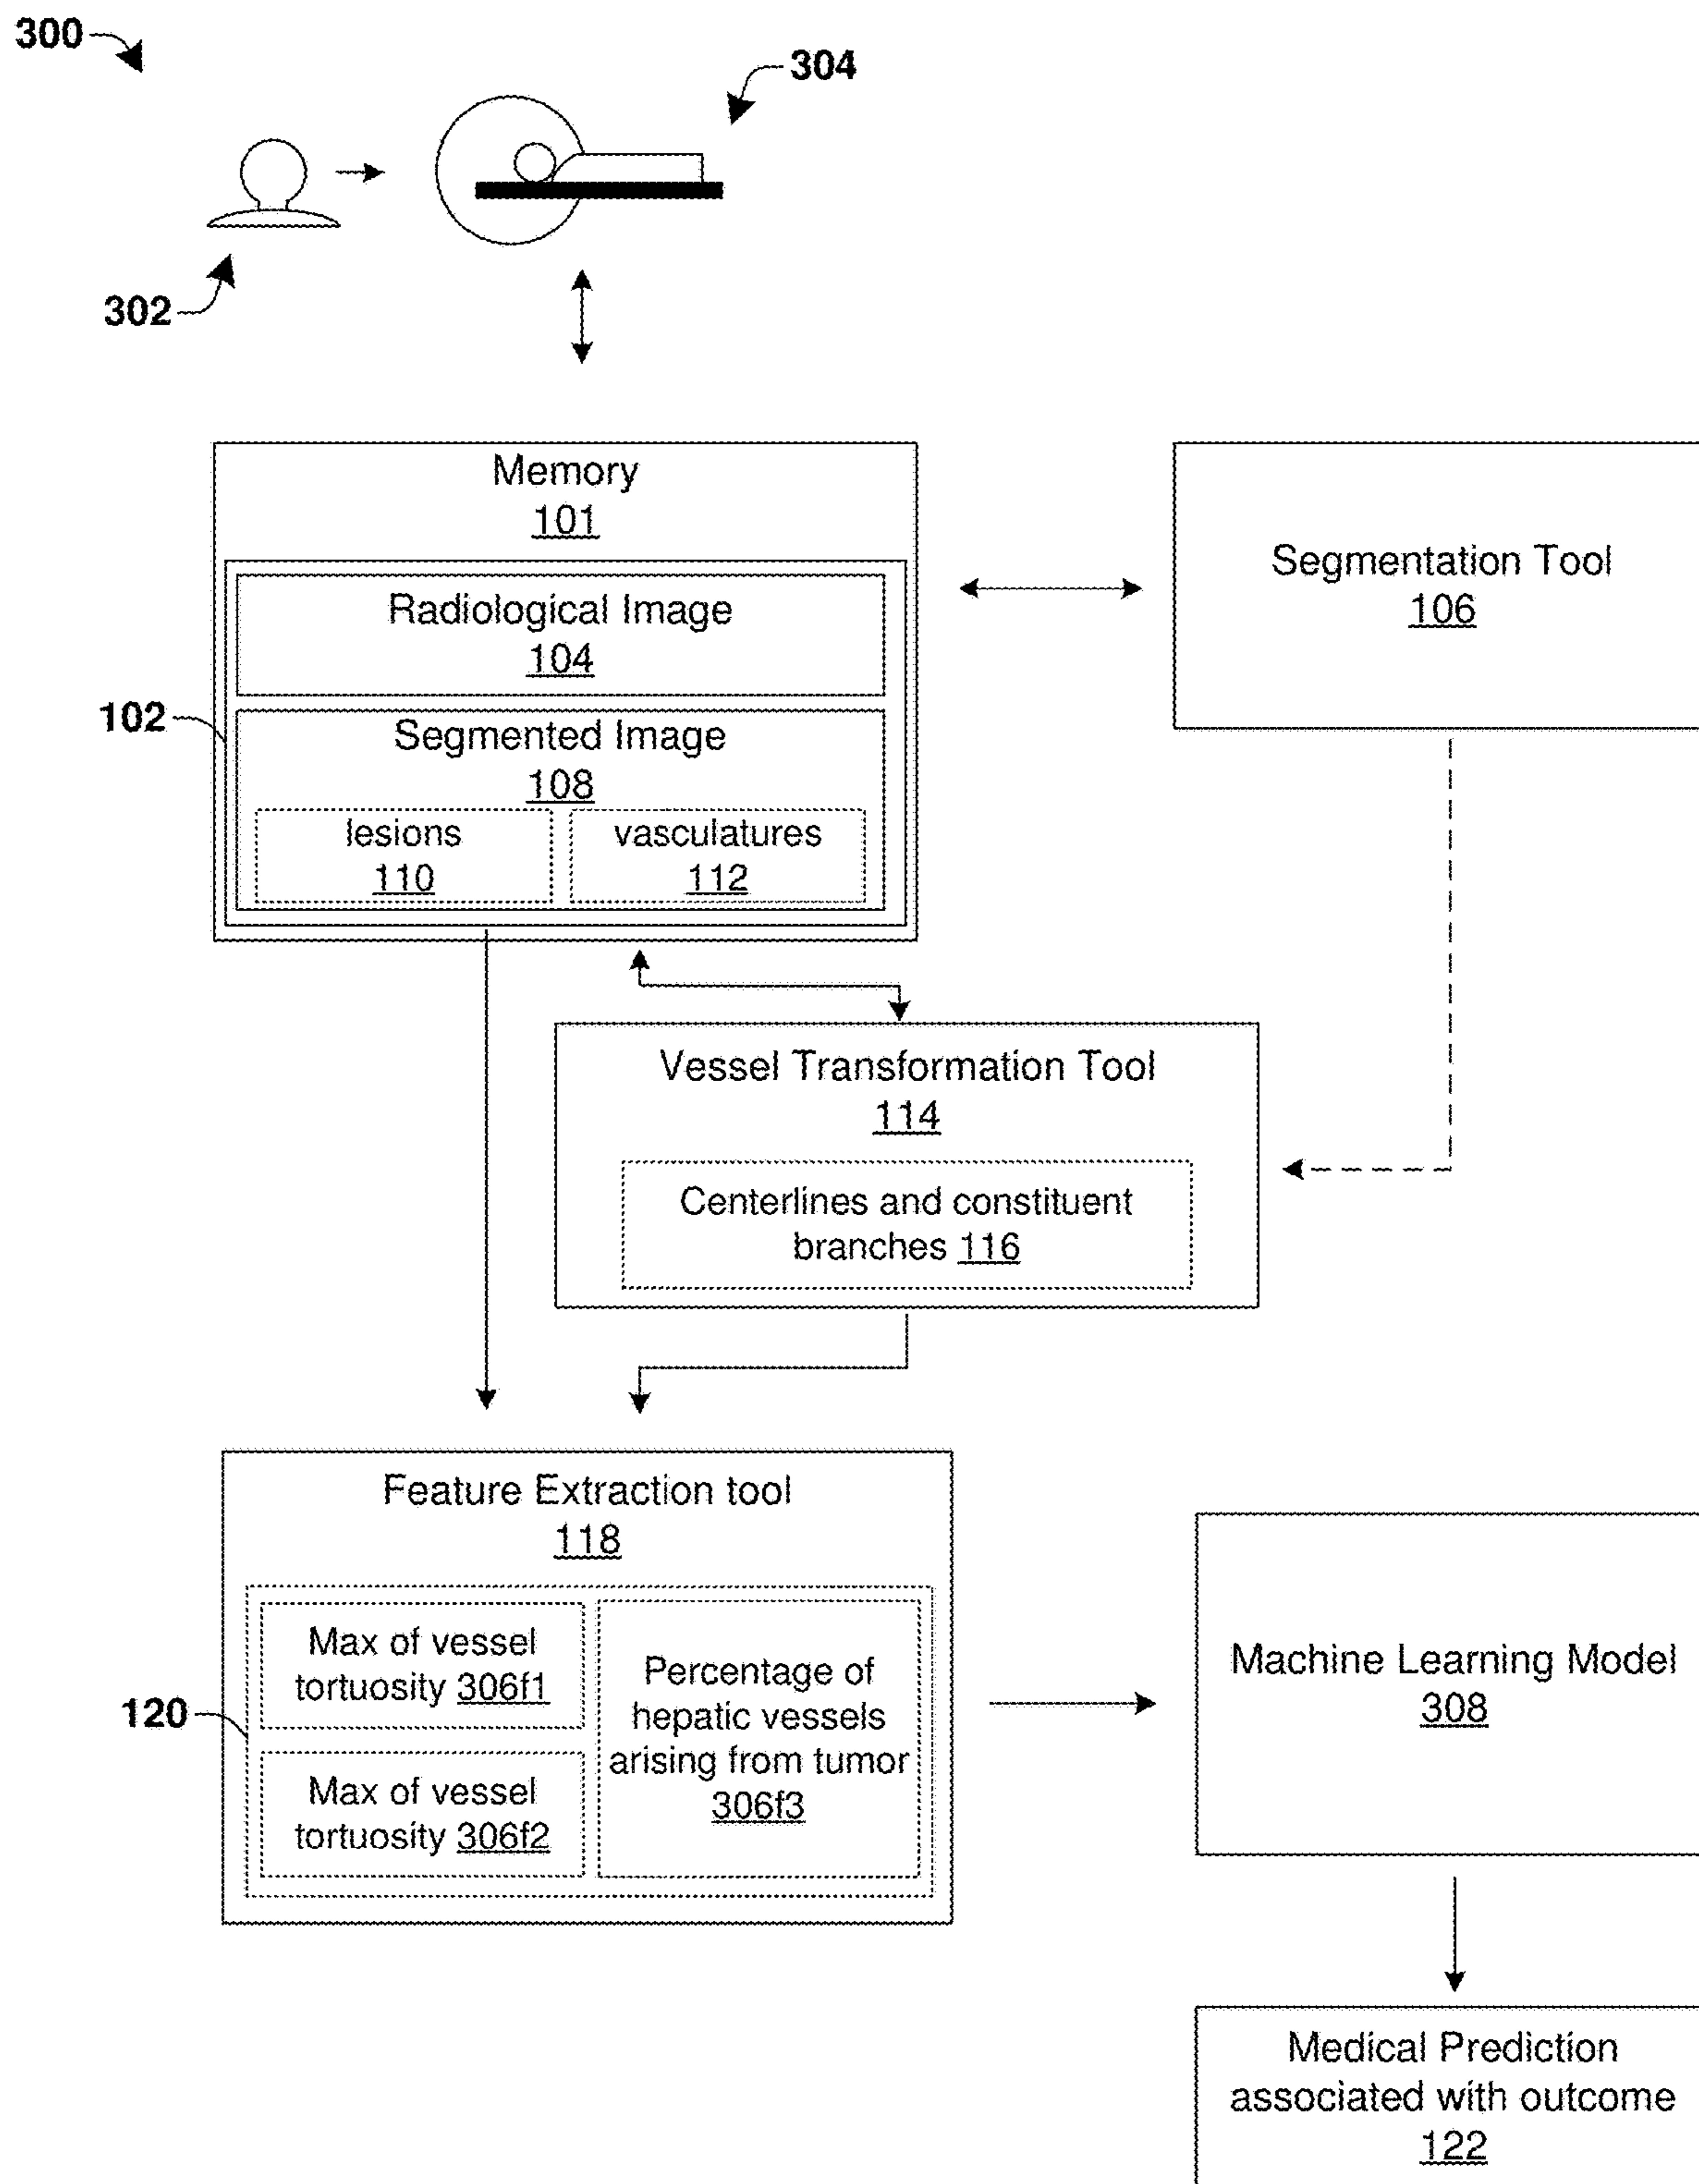 300
304
302
Memory
101
Radiological Image
104
102
Segmented Image
108
lesions
110
vasculatures
112
Segmentation Tool
106
Vessel Transformation Tool
114
Centerlines and constituent
branches 116
Feature Extraction tool
118
120
Max of vessel
tortuosity 306f1
Max of vessel
tortuosity 306f2
Percentage of
hepatic vessels
arising from tumor
306f3
Machine Learning Model
308
Medical Prediction
associated with outcome
122